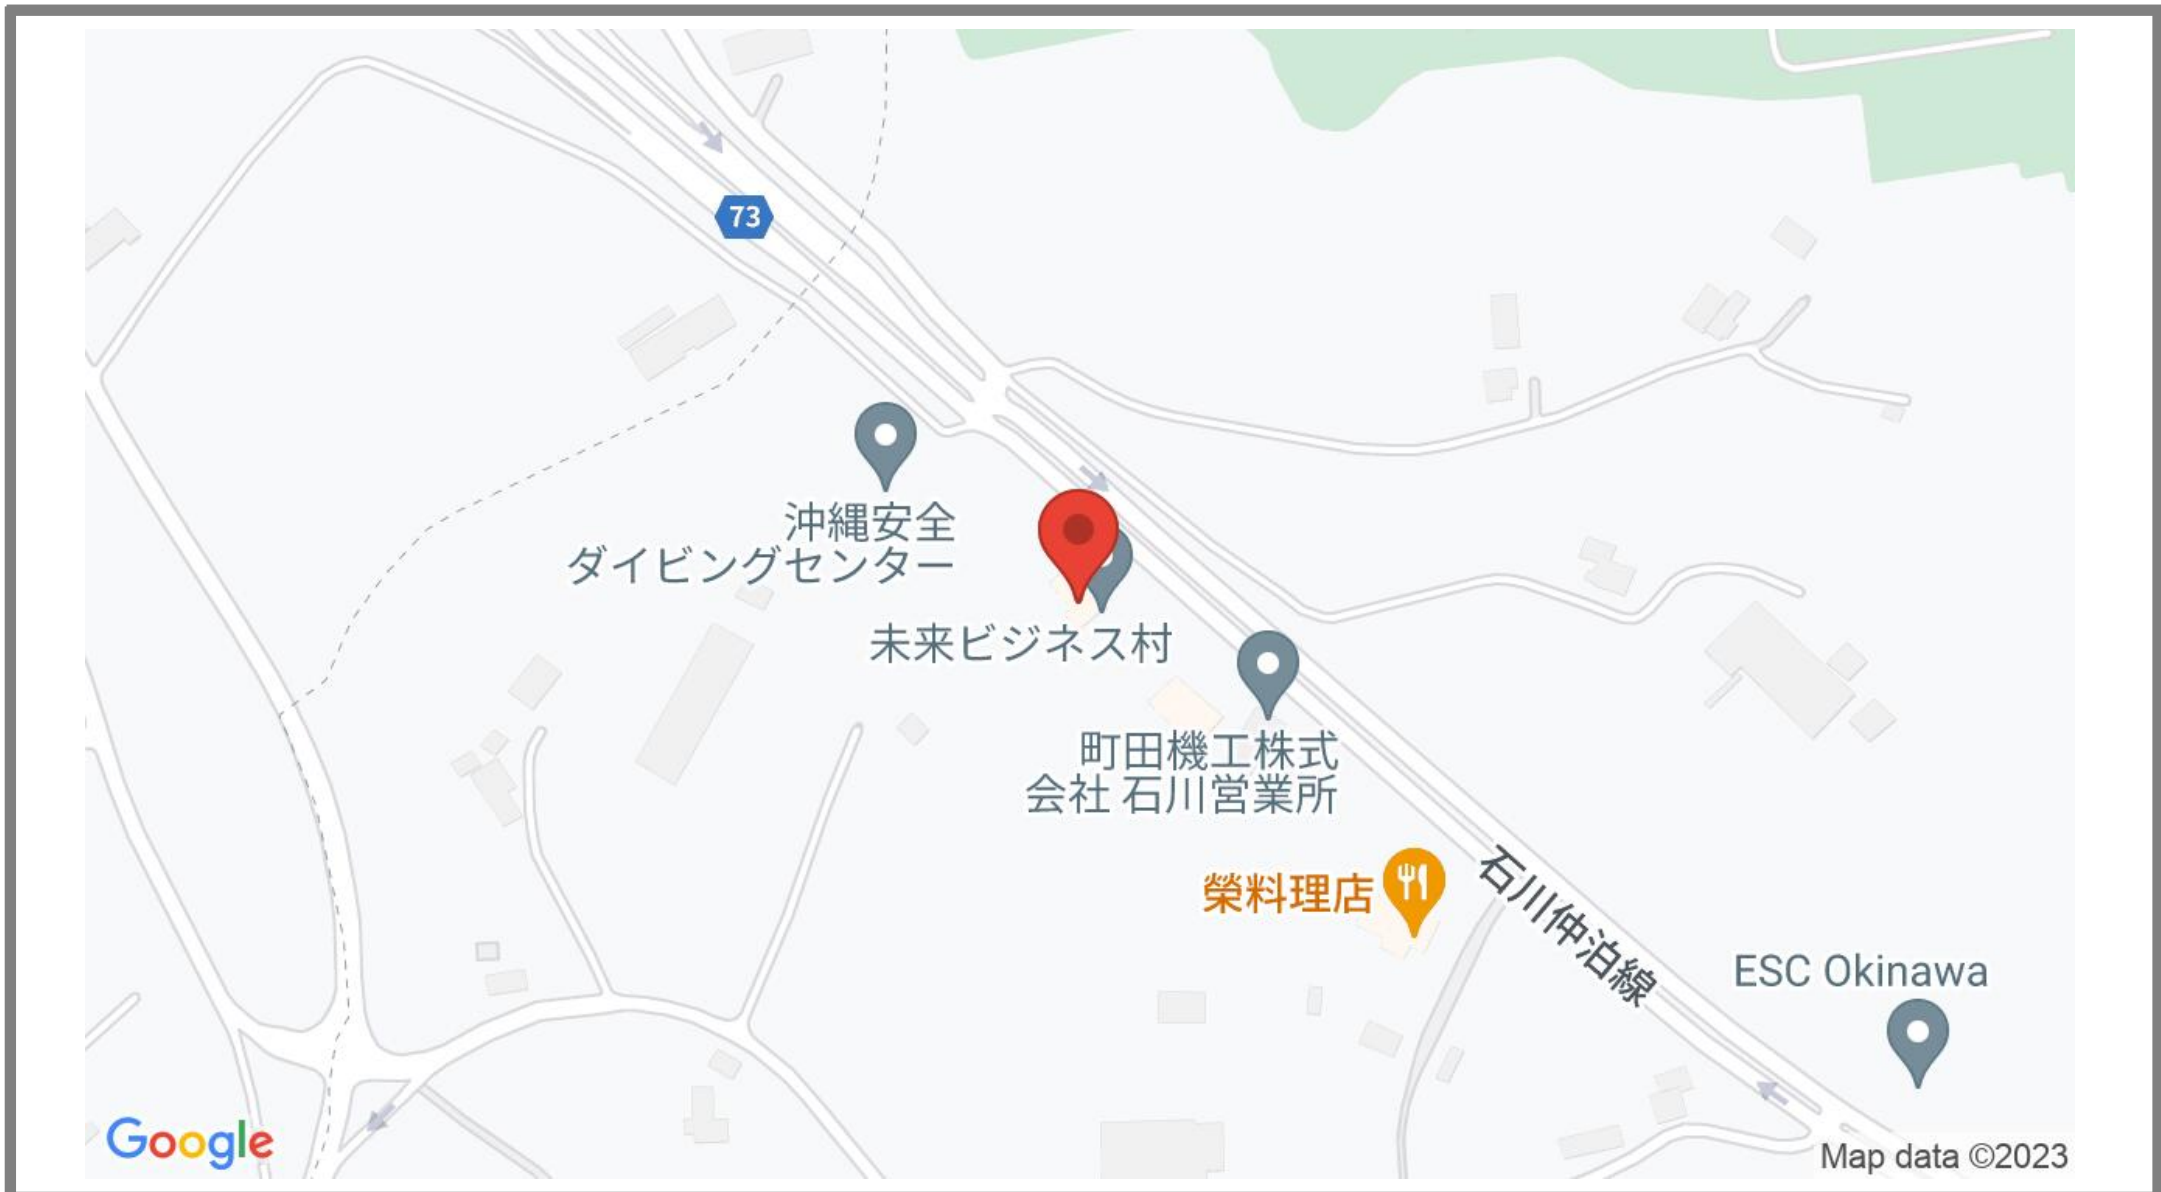 73
沖縄安全
ダイビングセンター
未来ビジネス村
町田機工株式
会社 石川営業所
榮料理店
石川仲泊線
ESC Okinawa
Google
Map data ©2023